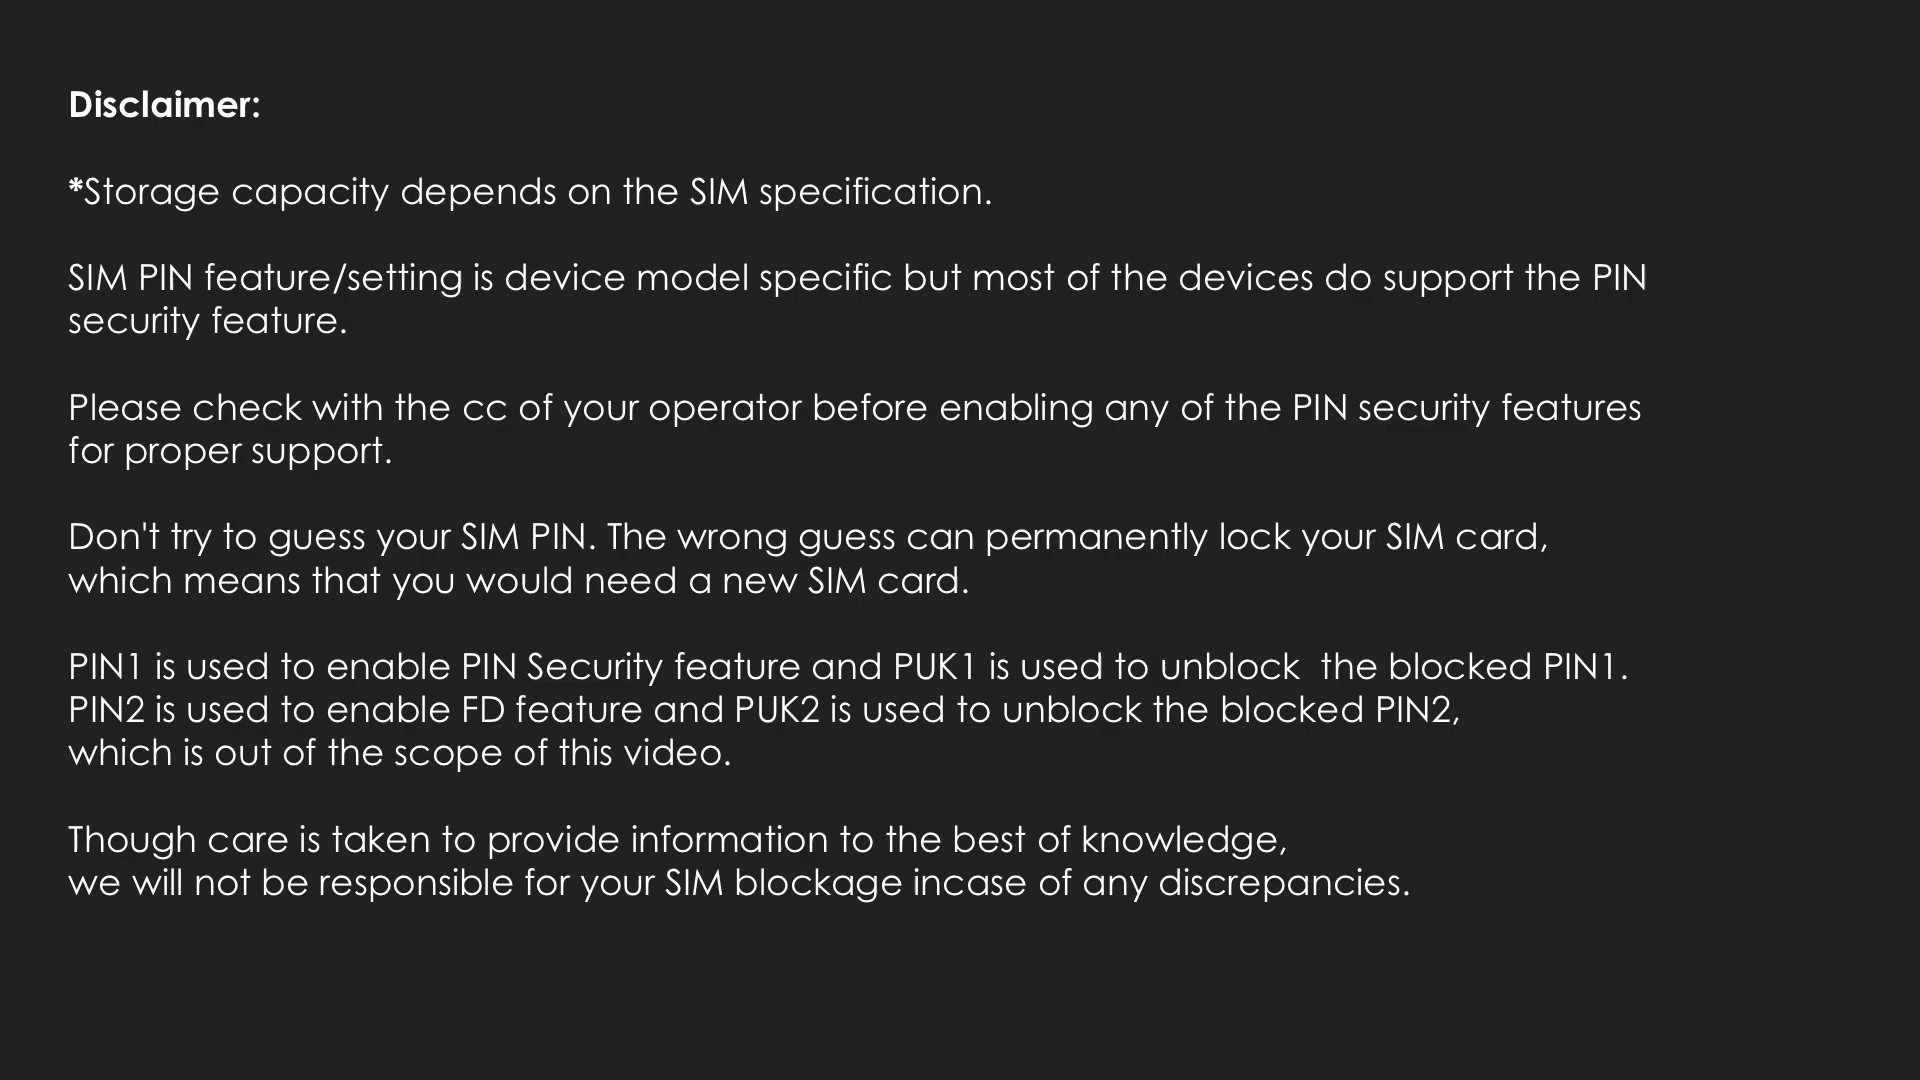 Disclaimer:
*Storage capacity depends on the SIM specification.
SIM PIN feature/setting is device model specific but most of the devices do support the PIN
security feature.
Please check with the cc of your operator before enabling any of the PIN security features
for proper support.
Don't try to guess your SIM PIN. The wrong guess can permanently lock your SIM card,
which means that you would need a new SIM card.
PIN1 is used to enable PIN Security feature and PUK1 is used to unblock  the blocked PIN1.
PIN2 is used to enable FD feature and PUK2 is used to unblock the blocked PIN2,
which is out of the scope of this video.
Though care is taken to provide information to the best of knowledge,
we will not be responsible for your SIM blockage incase of any discrepancies.